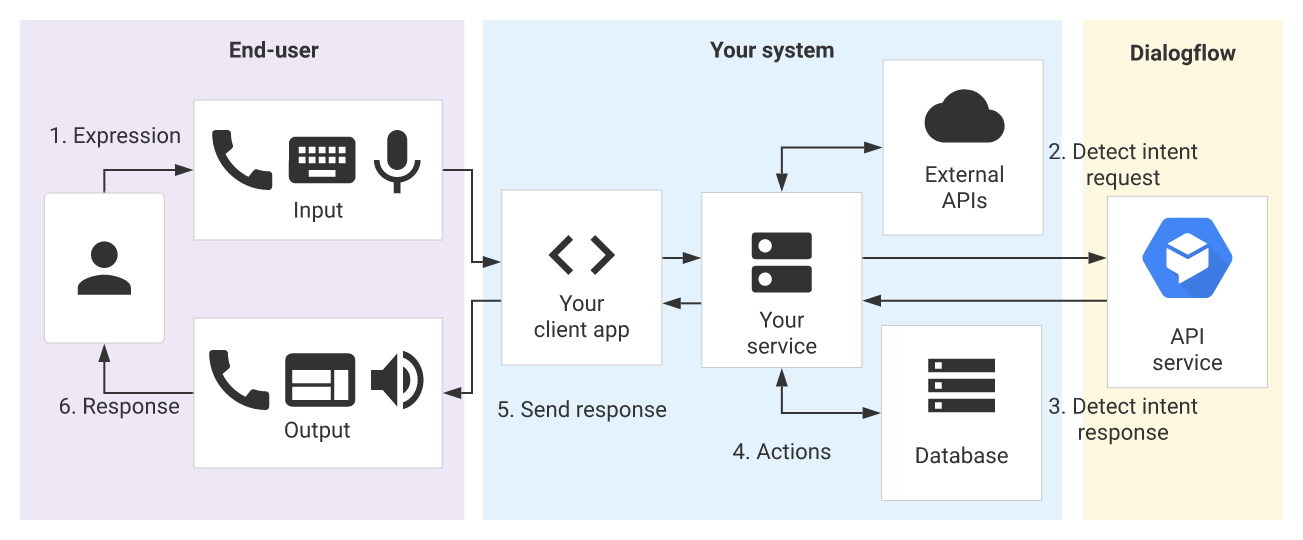 End-user
Your system
Dialogflow
1. Expression
Input
External
APIs
2. Detect intent
request
Your
client app
Your
service
API
service
6. Response
Output
5. Send response
4. Actions
Database
3. Detect intent
response